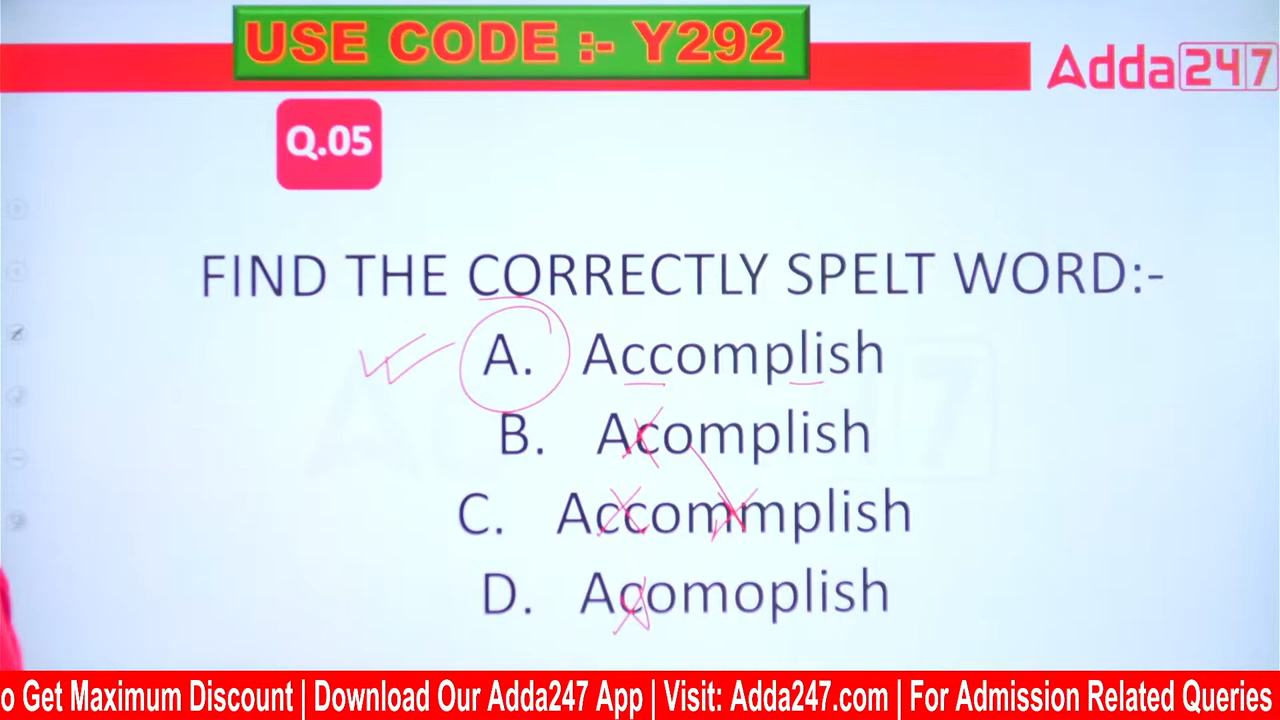 USE CODE :- Y292
Adda247
Q.05
FIND THE CORRECTLY SPELT WORD:-
A. Accomplish
B. Acomplish
C. Accommplish
D. Acomoplish
o Get Maximum Discount | Download Our Adda247 App | Visit: Adda247.com | For Admission Related Queries